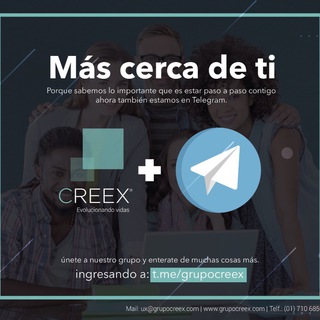 Más cerca de ti
Porque sabemos lo importante que es estar paso a paso contigo
ahora también estamos en Telegram.
CREEX®
Evolucionando vidas
únete a nuestro grupo y enterate de muchas cosas más.
ingresando a: t.me/grupocreex
Mail: ux@grupocreex.com | www.grupocreex.com | Telf.: (01) 710 685